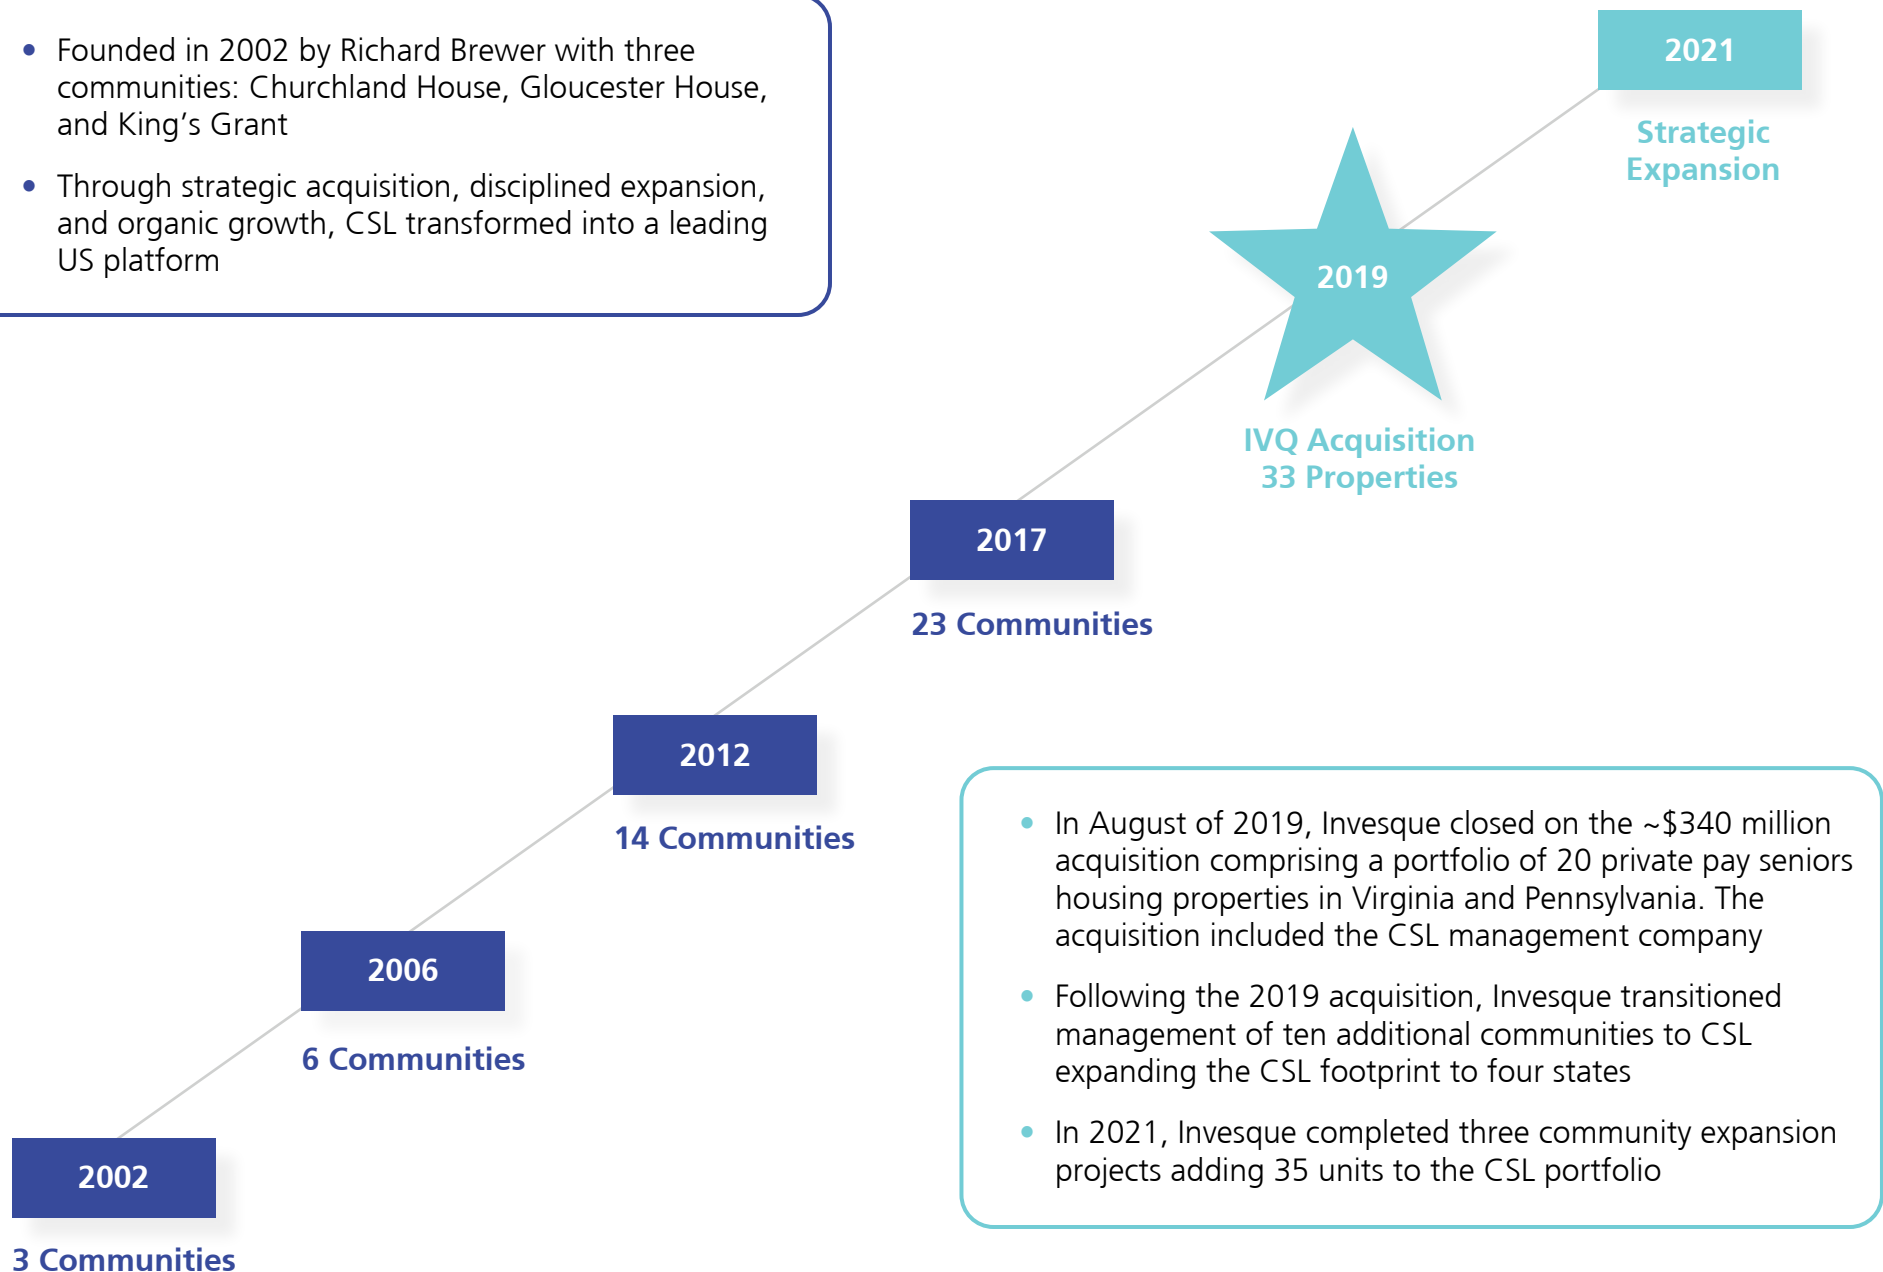 • Founded in 2002 by Richard Brewer with three
communities: Churchland House, Gloucester House,
and King’s Grant
• Through strategic acquisition, disciplined expansion,
and organic growth, CSL transformed into a leading
US platform
2021
Strategic
Expansion
2019
IVQ Acquisition
33 Properties
2017
23 Communities
2012
14 Communities
2006
6 Communities
2002
3 Communities
• In August of 2019, Invesque closed on the ~$340 million
acquisition comprising a portfolio of 20 private pay seniors
housing properties in Virginia and Pennsylvania. The
acquisition included the CSL management company
• Following the 2019 acquisition, Invesque transitioned
management of ten additional communities to CSL
expanding the CSL footprint to four states
• In 2021, Invesque completed three community expansion
projects adding 35 units to the CSL portfolio